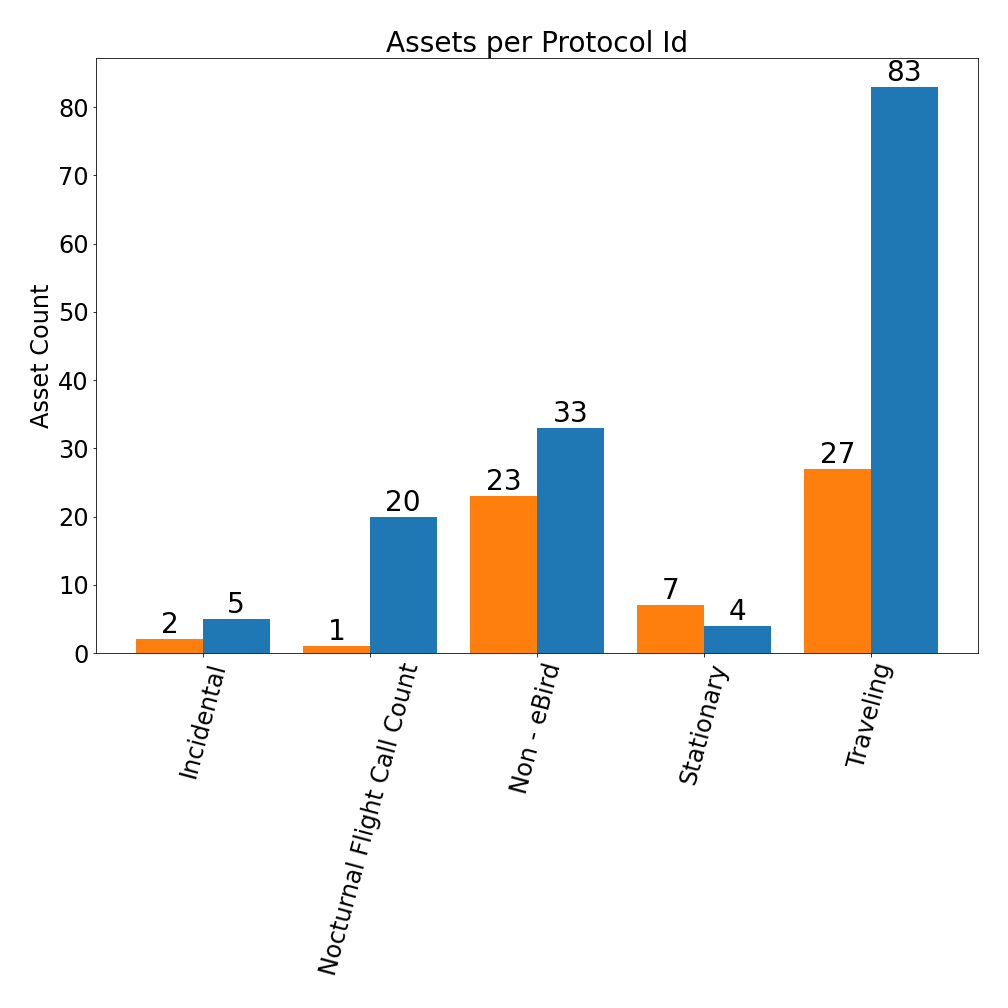 Assets per Protocol Id
Asset Count
80
70
60
50
40
30
20
10
0
2
5
1
20
23
33
7
4
27
83
Incidental
Nocturnal Flight Call Count
Non - eBird
Stationary
Traveling